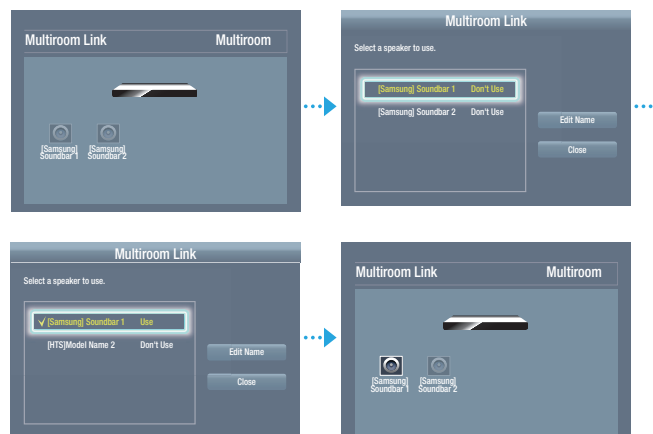 Multiroom Link Multiroom
[Samsung] [Samsung]
Soundbar 1 Soundbar 2
Multiroom Link
Select a speaker to use.
[Samsung] Soundbar 1 Don't Use
[Samsung] Soundbar 2 Don't Use
Edit Name
Close
Multiroom Link
Select a speaker to use.
[Samsung] Soundbar 1 Use
[HTS]Model Name 2 Don't Use
Edit Name
Close
Multiroom Link Multiroom
[Samsung] [Samsung]
Soundbar 1 Soundbar 2